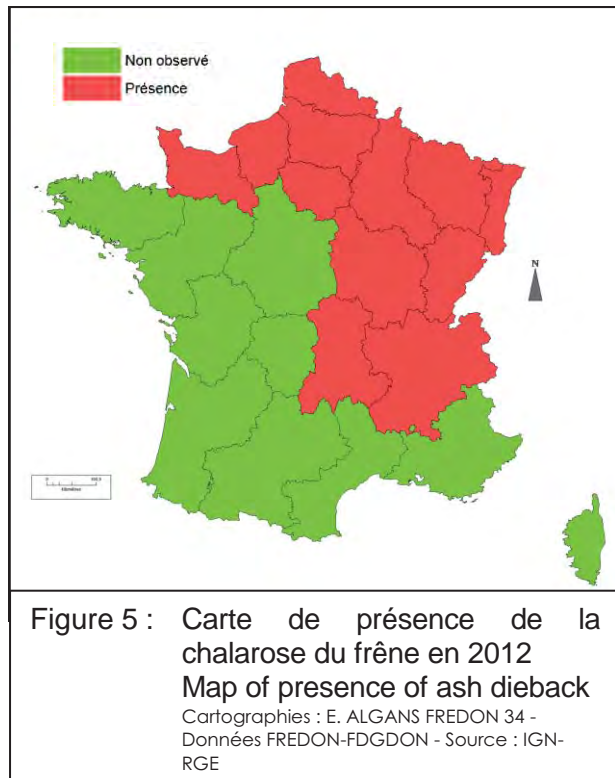 Non observé
Présence
N
Figure 5 : Carte de présence de la
chalarose du frêne en 2012
Map of presence of ash dieback
Cartographies : E. ALGANS FREDON 34 -
Données FREDON-FDGDON - Source : IGN-
RGE